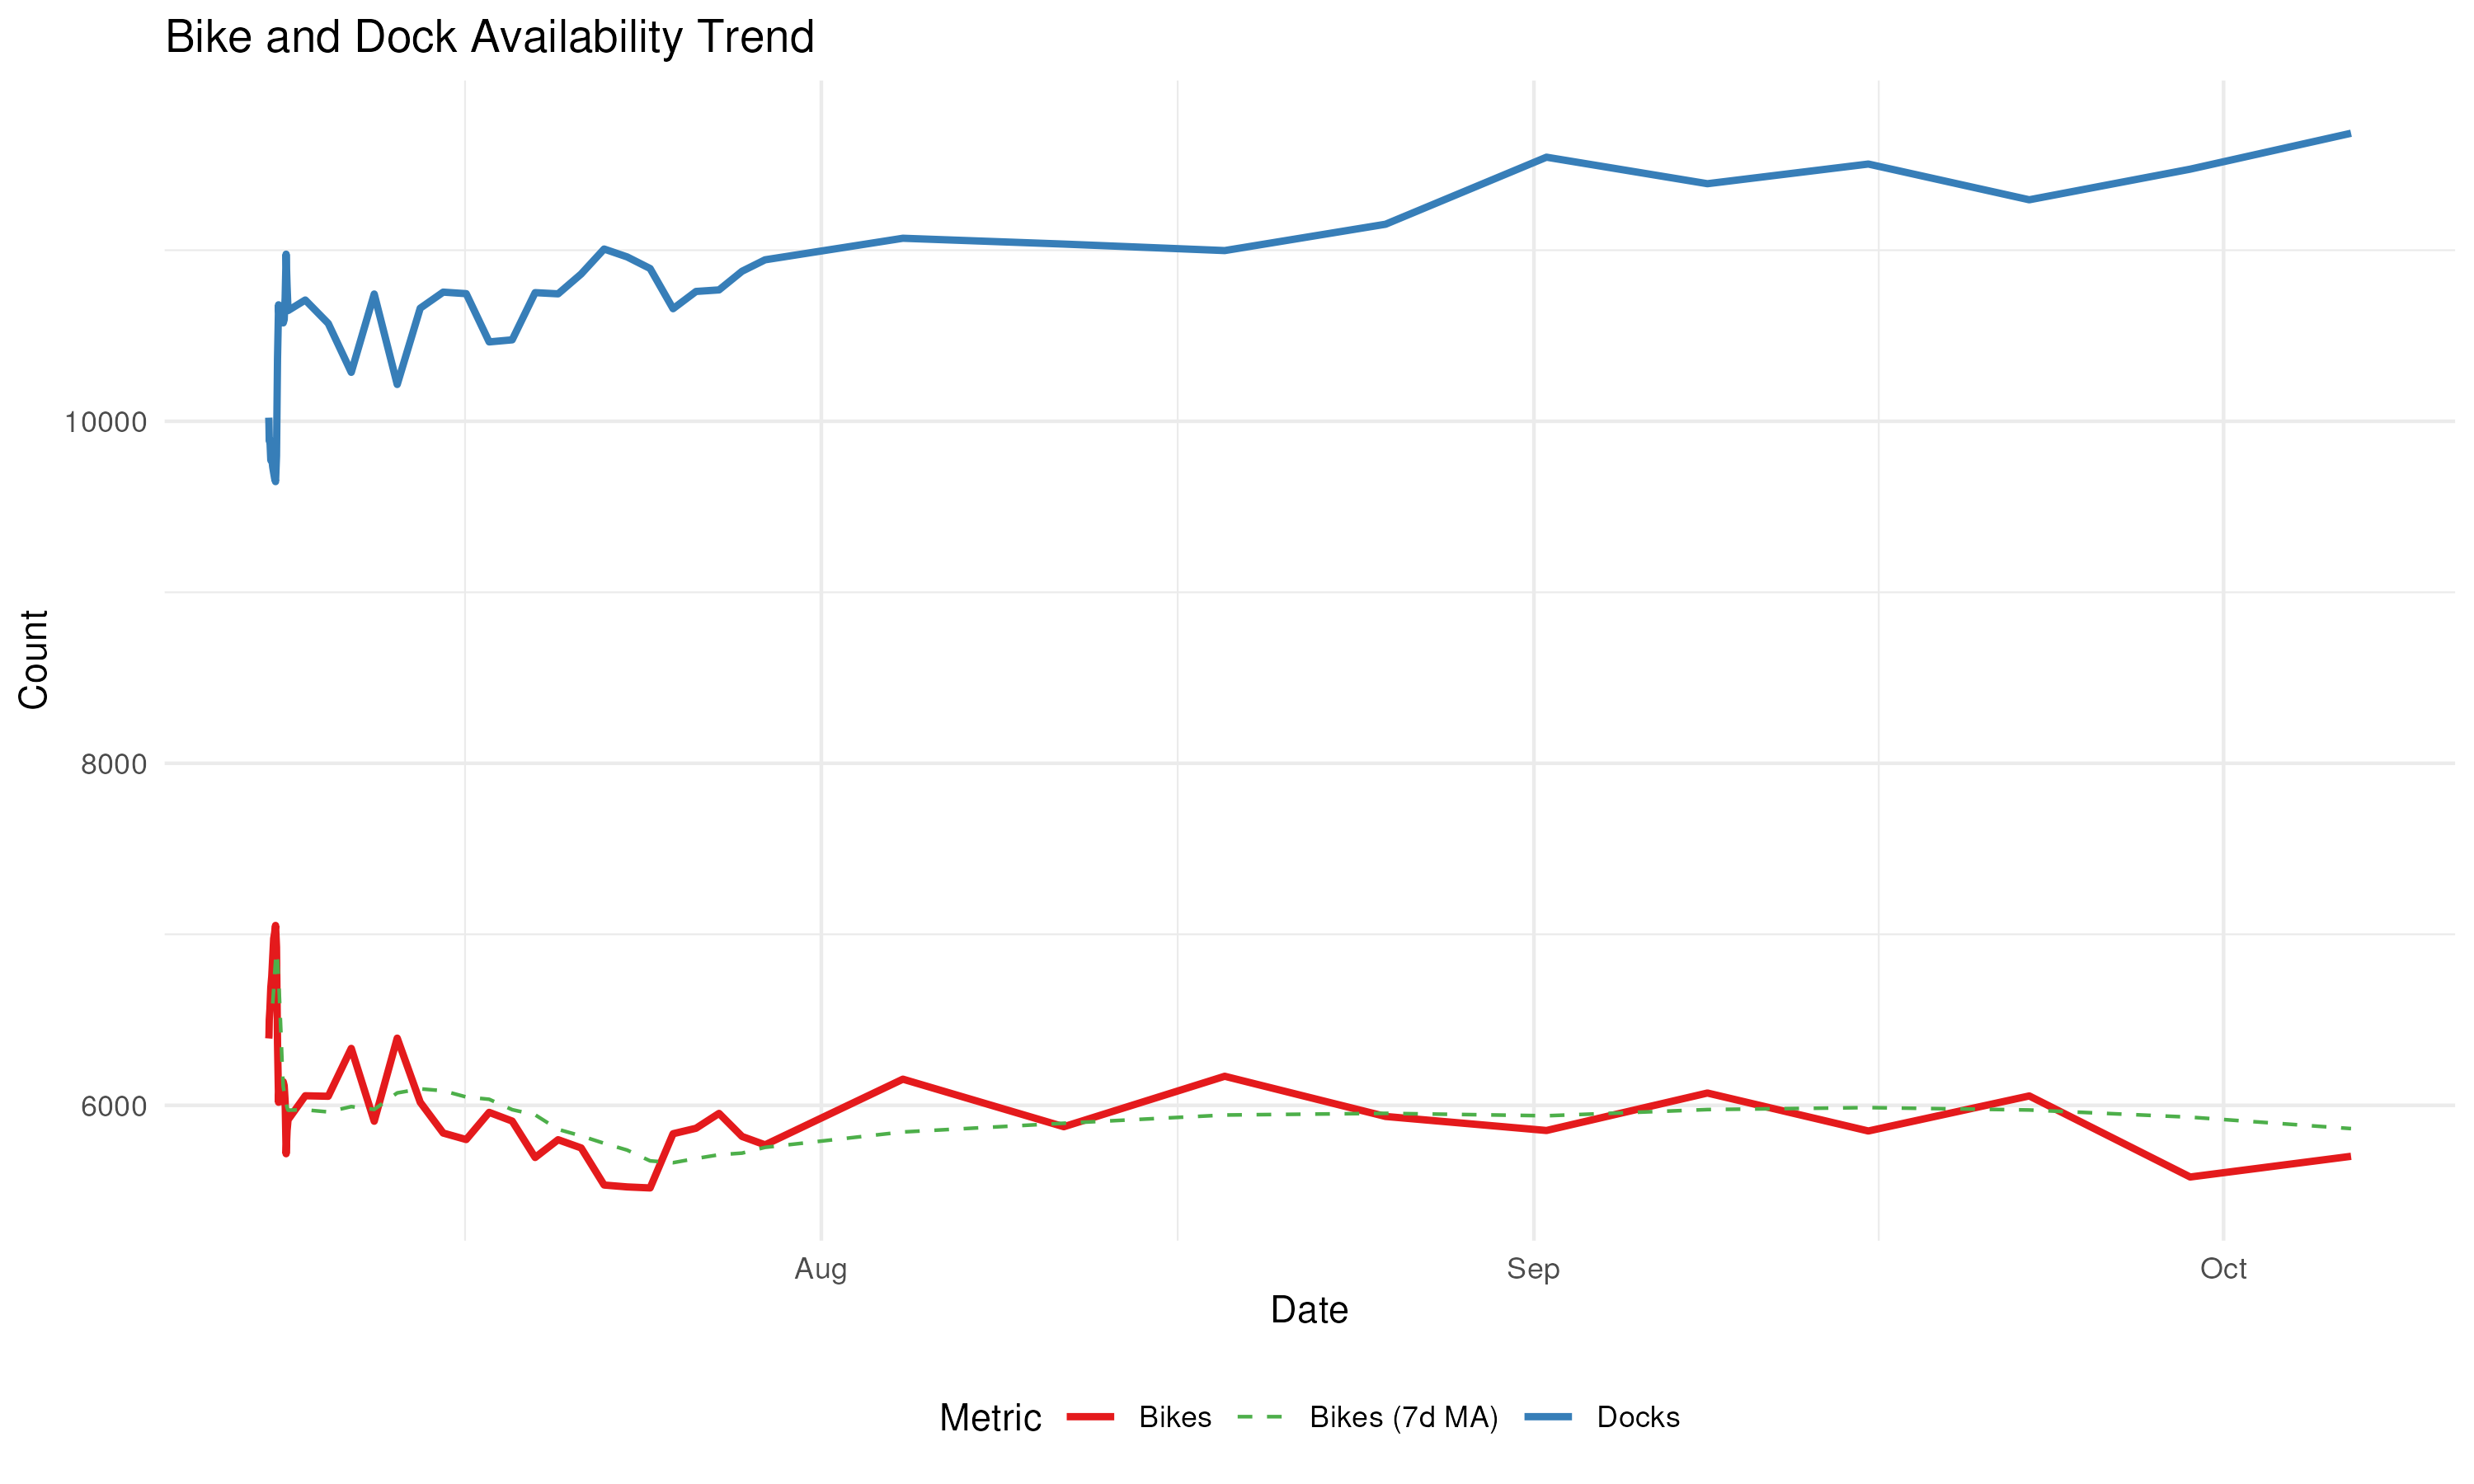 Bike and Dock Availability Trend
Count
10000
8000
6000
Aug Sep Oct
Date
Metric Bikes Bikes (7d MA) Docks